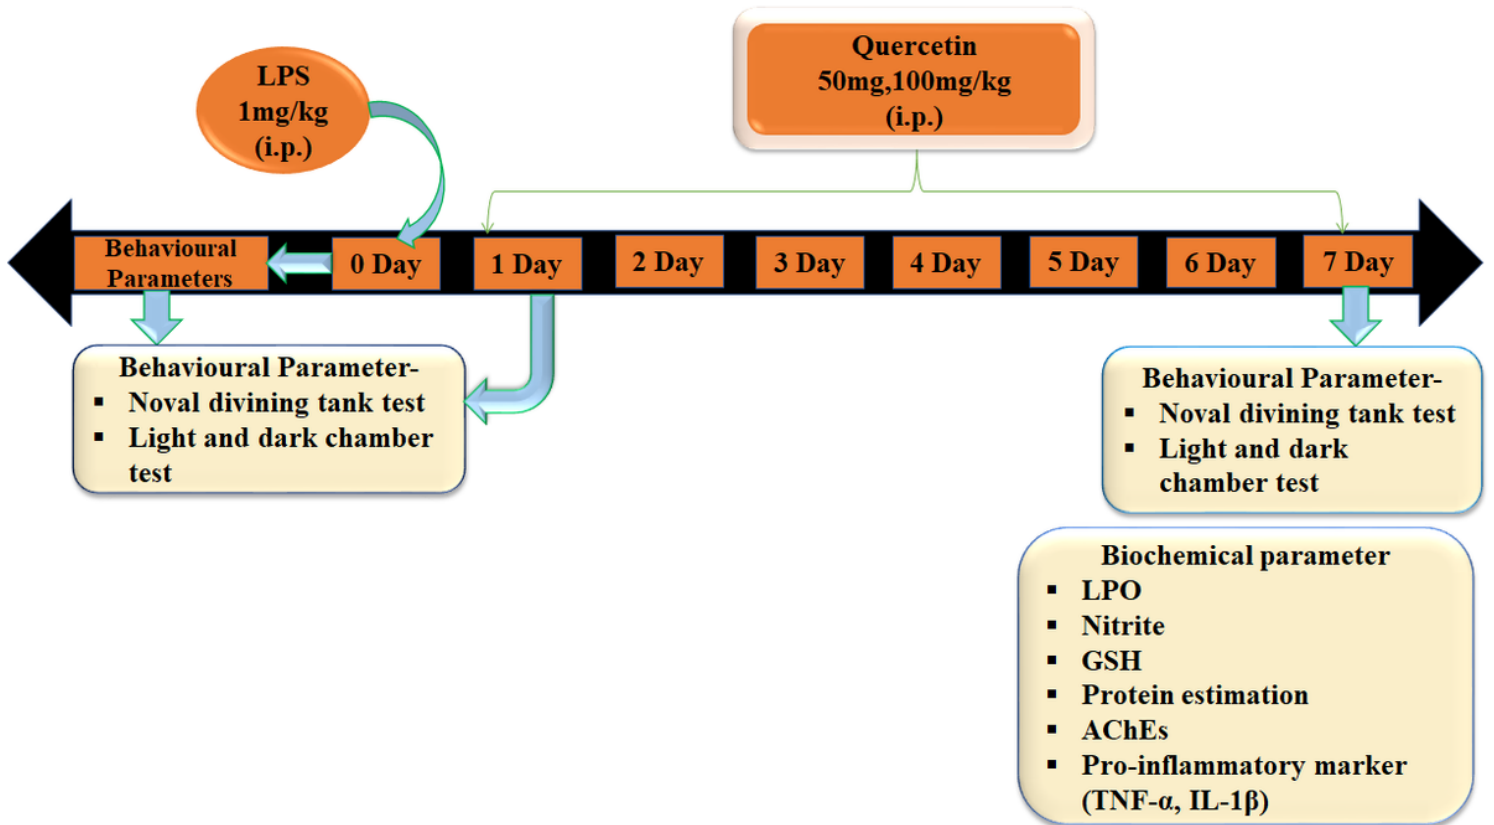 LPS
1mg/kg
(i.p.)
Quercetin
50mg,100mg/kg
(i.p.)
Behavioural
Parameters
0 Day
1 Day
2 Day
3 Day
4 Day
5 Day
6 Day
7 Day
Behavioural Parameter-
▪ Noval divining tank test
▪ Light and dark chamber
test
Behavioural Parameter-
▪ Noval divining tank test
▪ Light and dark
chamber test
Biochemical parameter
▪ LPO
▪ Nitrite
▪ GSH
▪ Protein estimation
▪ AChEs
▪ Pro-inflammatory marker
(TNF-α, IL-1β)